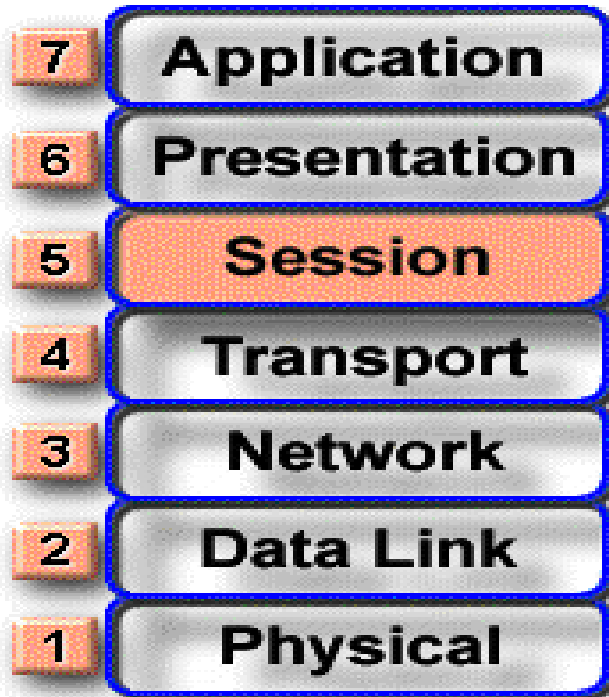 7 Application
6 Presentation
5 Session
4 Transport
3 Network
2 Data Link
1 Physical